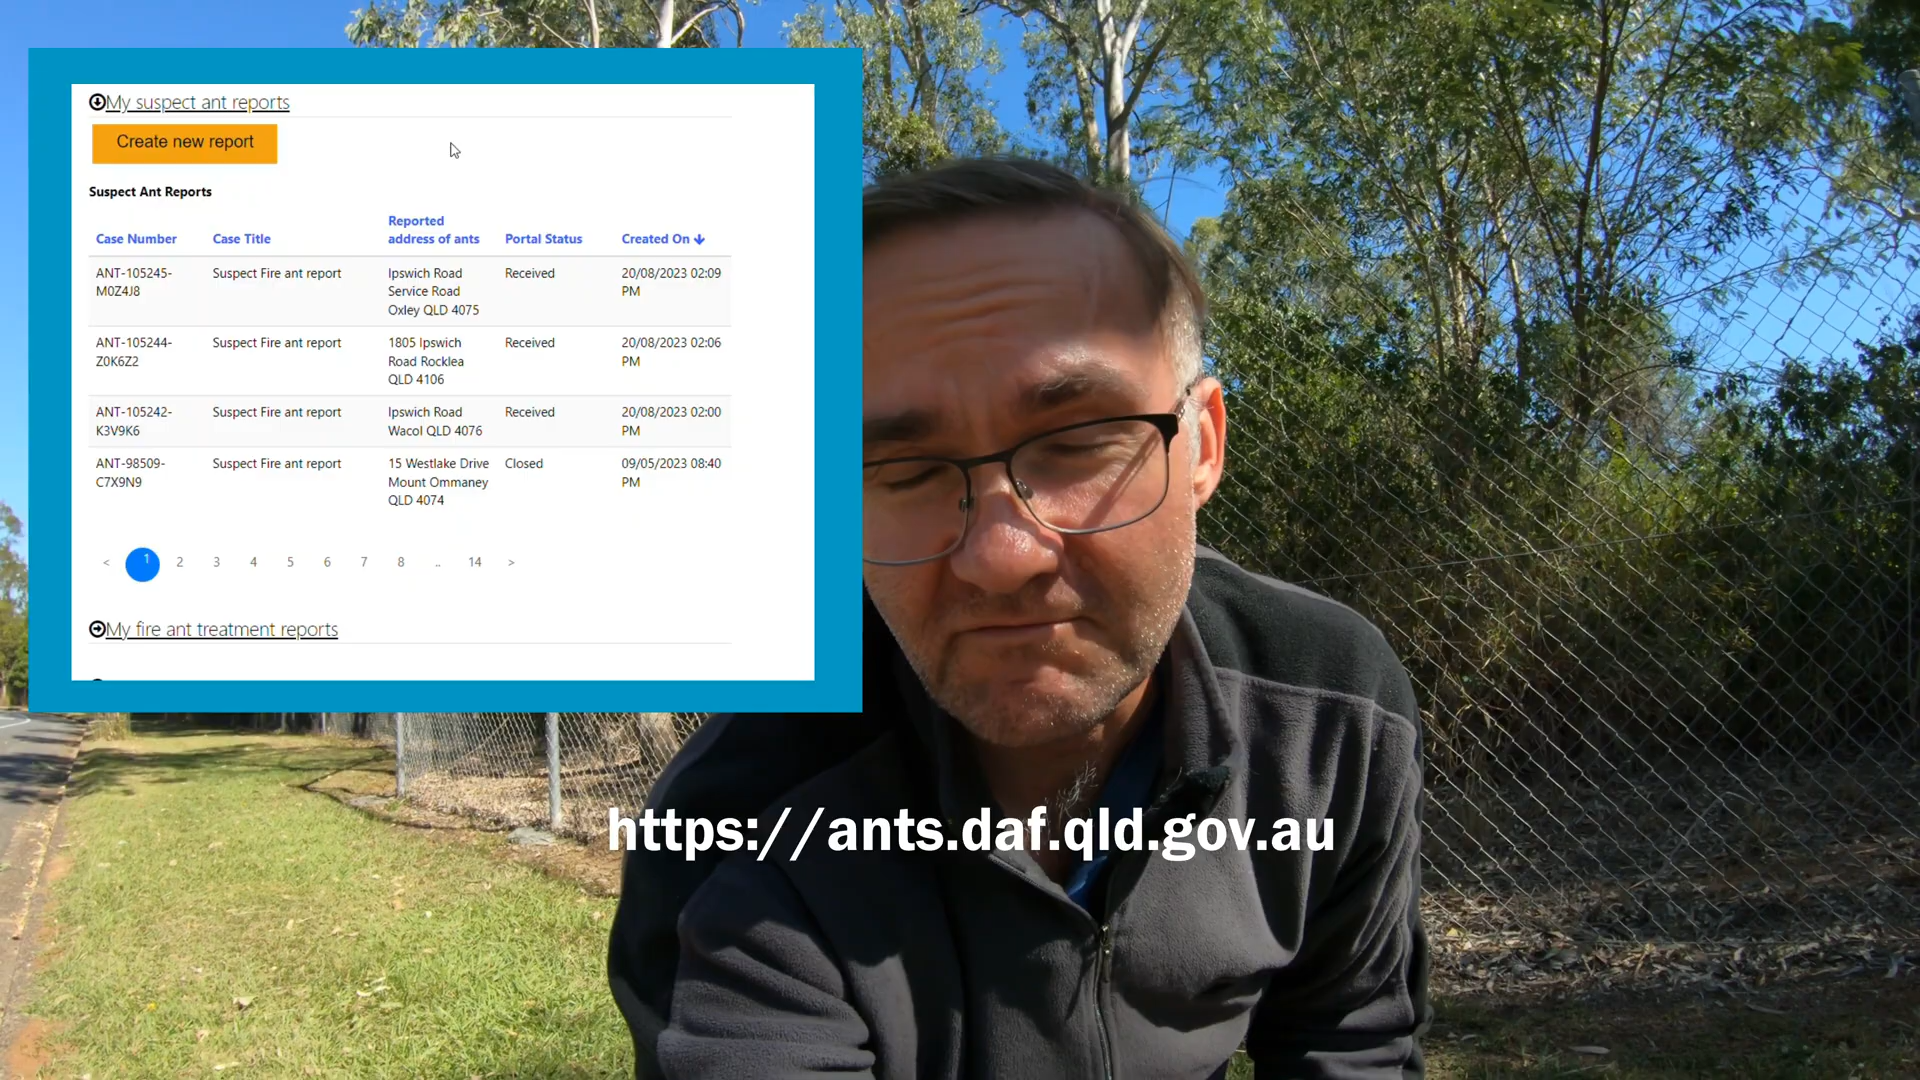 My suspect ant reports
Create new report
Suspect Ant Reports
Case Number Case Title Reported address of ants Portal Status Created On
ANT-105245-M0Z4J8 Suspect Fire ant report Ipswich Road Service Road Oxley QLD 4075 Received 20/08/2023 02:09 PM
ANT-105244-Z0K6Z2 Suspect Fire ant report 1805 Ipswich Road Rocklea QLD 4106 Received 20/08/2023 02:06 PM
ANT-105242-K3V9K6 Suspect Fire ant report Ipswich Road Wacol QLD 4076 Received 20/08/2023 02:00 PM
ANT-98509-C7X9N9 Suspect Fire ant report 15 Westlake Drive Mount Ommaney QLD 4074 Closed 09/05/2023 08:40 PM
< 1 2 3 4 5 6 7 8 .. 14 >
My fire ant treatment reports
https://ants.daf.qld.gov.au